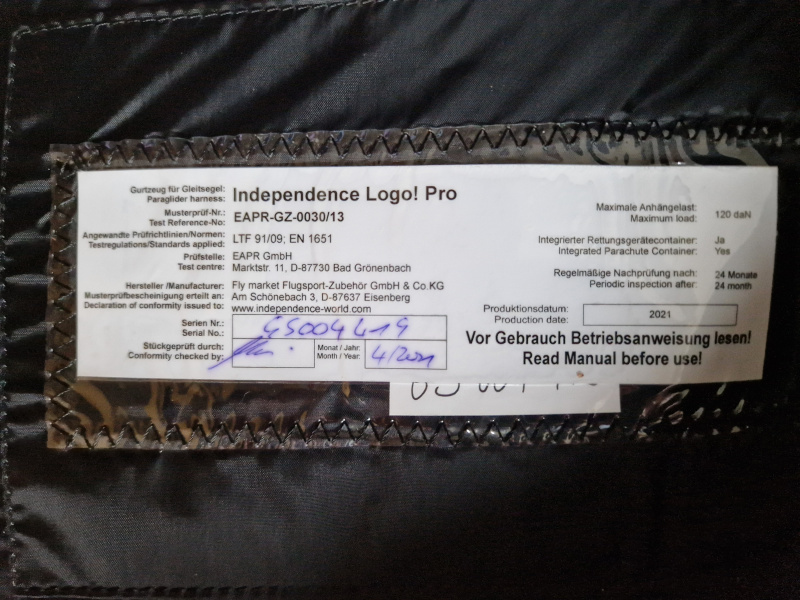 Gurtzeug für Gleitsegel:
Paraglider harness:
Independence Logo! Pro
Musterprüf-Nr.:
Test Reference-No:
EAPR-GZ-0030/13
Angewandte Prüfrichtlinien/Normen:
Testregulations/Standards applied:
LTF 91/09; EN 1651
Prüfstelle:
Test centre:
EAPR GmbH
Marktstr. 11, D-87730 Bad Grönenbach
Hersteller /Manufacturer:
Musterprüfbescheinigung erteilt an:
Declaration of conformity issued to:
Fly market Flugsport-Zubehör GmbH & Co.KG
Am Schönebach 3, D-87637 Eisenberg
www.independence-world.com
Serien Nr.:
Serial No.:
GS004419
Stückgeprüft durch:
Conformity checked by:
Monat / Jahr:
Month / Year:
4/2021
Maximale Anhängelast:
Maximum load:
120 daN
Integrierter Rettungsgerätecontainer:
Integrated Parachute Container:
Ja
Yes
Regelmäßige Nachprüfung nach:
Periodic inspection after:
24 Monate
24 month
Produktionsdatum:
Production date:
2021
Vor Gebrauch Betriebsanweisung lesen!
Read Manual before use!